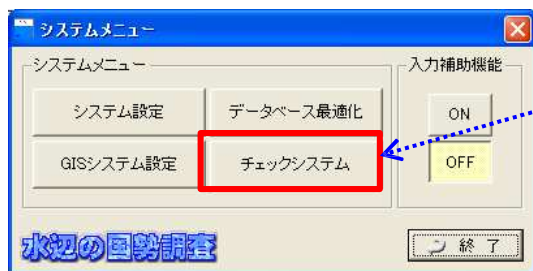 システムメニュー
システムメニュー
入力補助機能
システム設定
データベース最適化
ON
GISシステム設定
チェックシステム
OFF
水辺の国勢調査
終 了